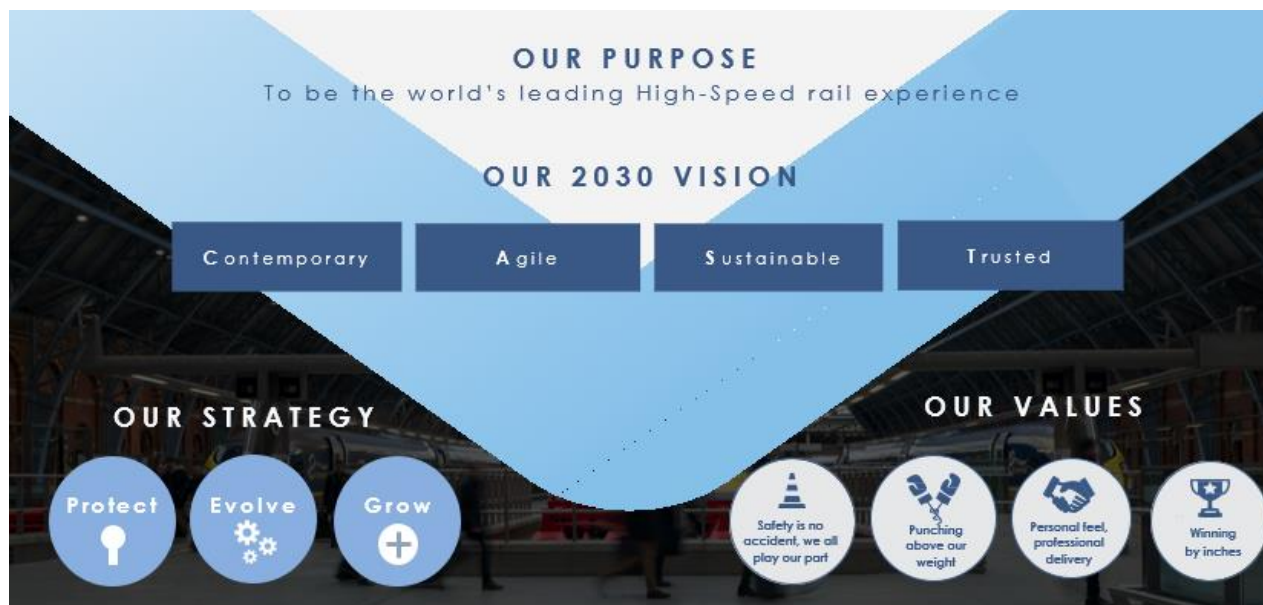 OUR PURPOSE
To be the world's leading High-Speed rail experience
OUR 2030 VISION
Contemporary
Agile
Sustainable
Trusted
OUR STRATEGY
Protect
Evolve
Grow
OUR VALUES
Safety is no
accident, we all
play our part
Punching
above our
weight
Personal feel,
professional
delivery
Winning
by inches